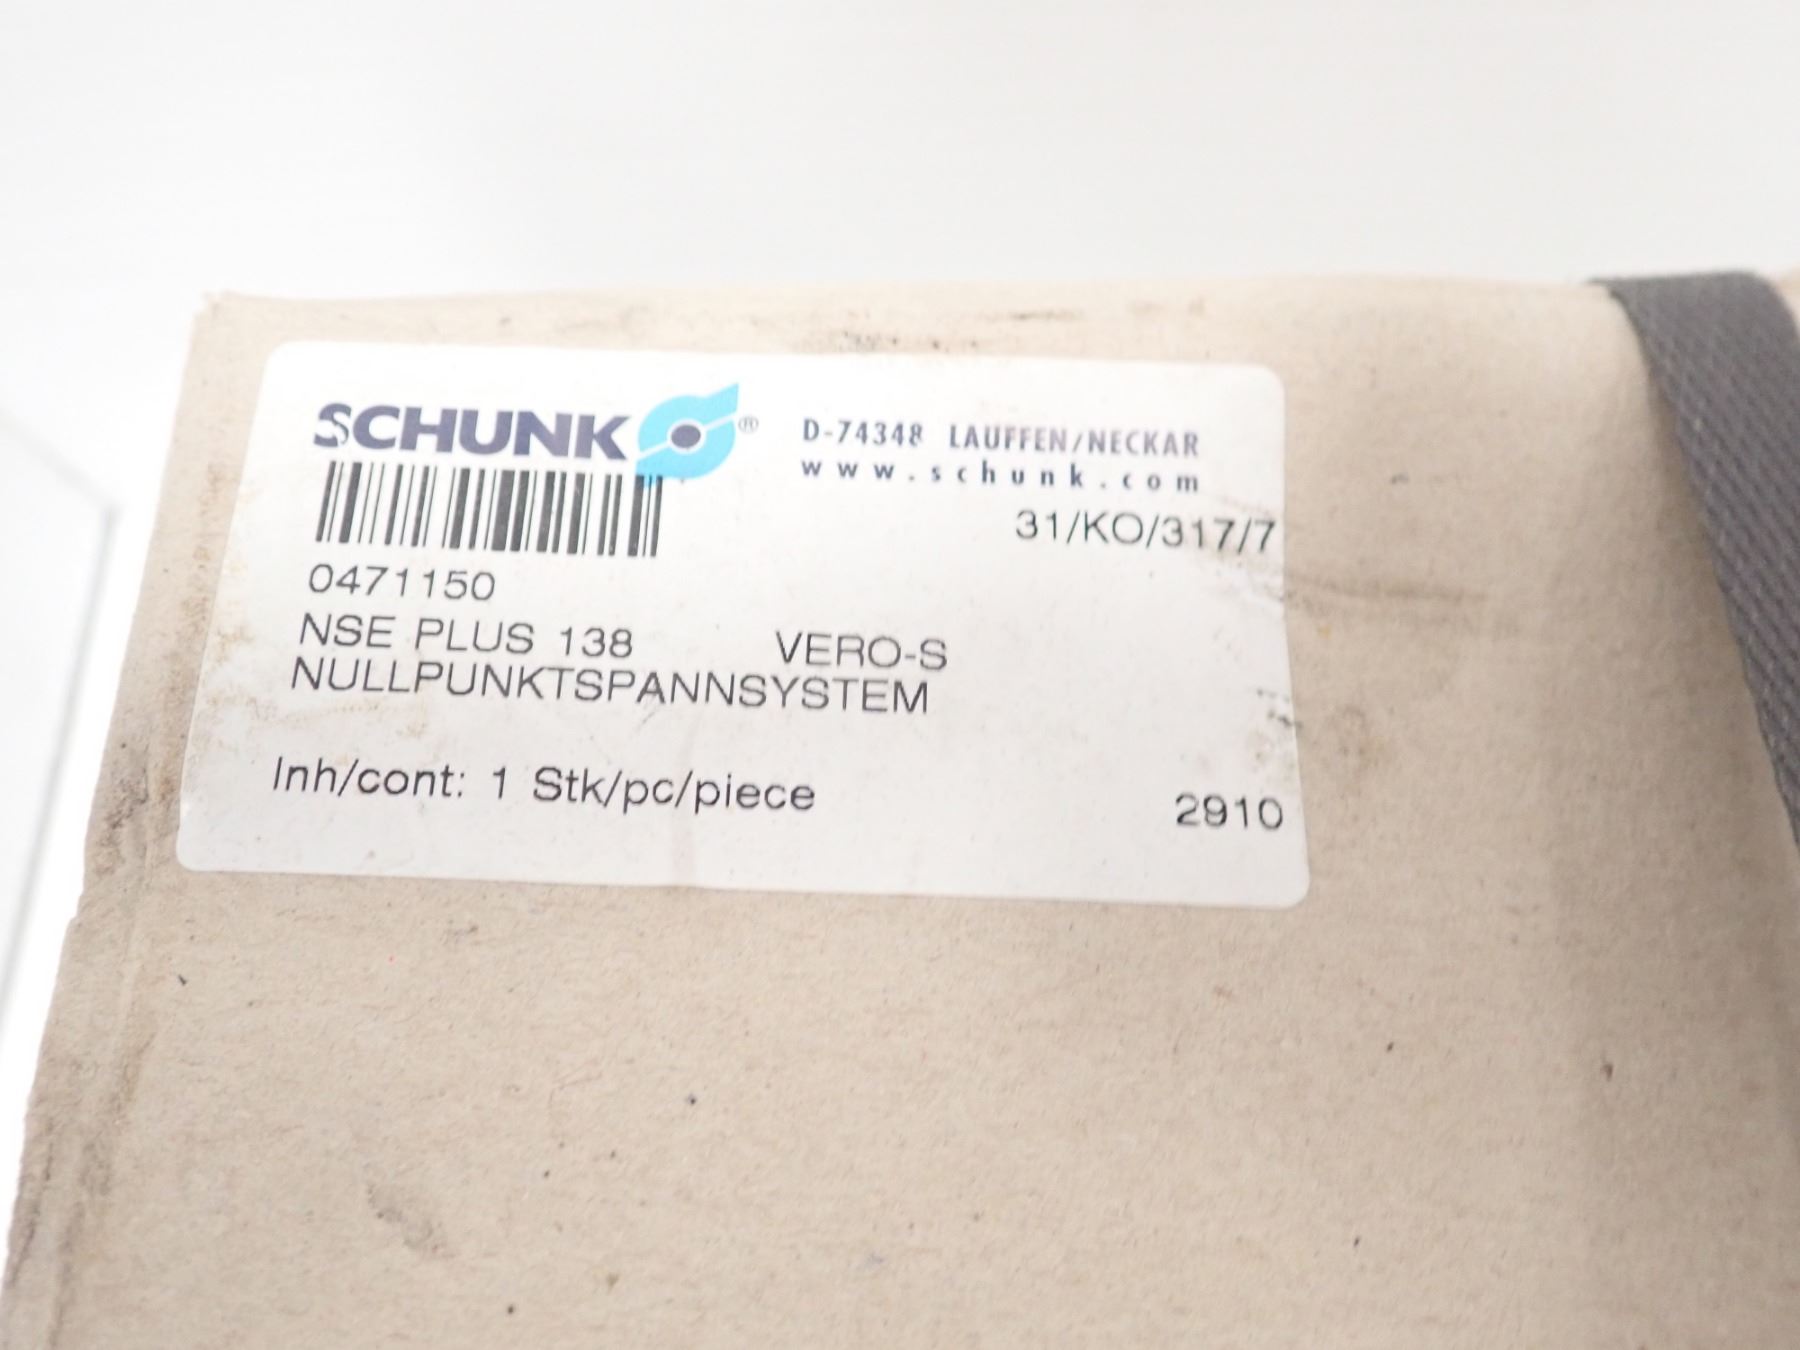 SCHUNK ®
D-74348 LAUFFEN/NECKAR
www.schunk.com
31/KO/317/7
0471150
NSE PLUS 138 VERO-S
NULLPUNKTSPANNSYSTEM
Inh/cont: 1 Stk/pc/piece
2910